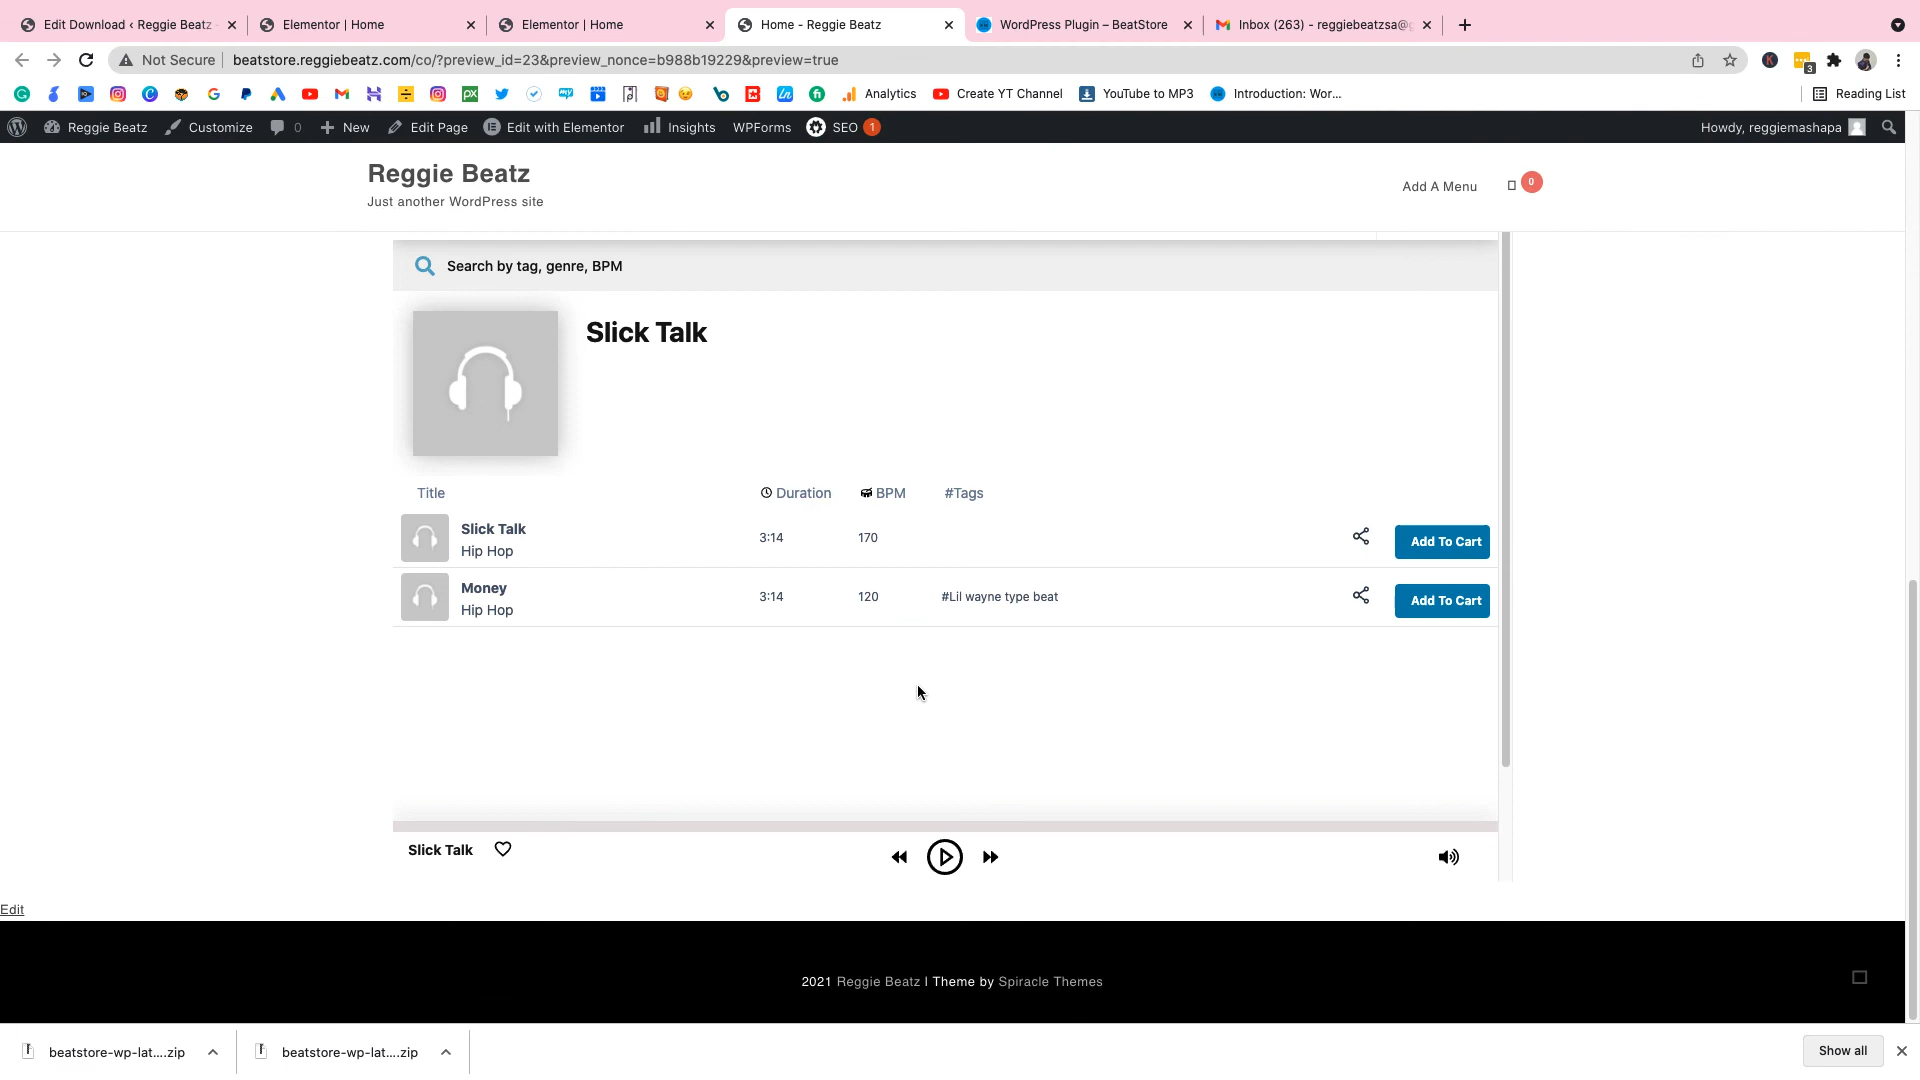 Edit Download ‹ Reggie Beatz
Elementor | Home
Elementor | Home
Home - Reggie Beatz
WordPress Plugin – BeatStore
Inbox (263) - reggiebeatzsa@g
Not Secure
beatstore.reggiebeatz.com/co/?preview_id=23&preview_nonce=b988b19229&preview=true
3
Analytics
Create YT Channel
YouTube to MP3
Introduction: Wor...
Reading List
Reggie Beatz
Customize
0
New
Edit Page
Edit with Elementor
Insights
WPForms
SEO
1
Howdy, reggiemashapa
Reggie Beatz
Just another WordPress site
Add A Menu
0
Search by tag, genre, BPM
Slick Talk
Title
Duration
BPM
#Tags
Slick Talk
Hip Hop
3:14
170
Add To Cart
Money
Hip Hop
3:14
120
#Lil wayne type beat
Add To Cart
Slick Talk
Edit
2021 Reggie Beatz | Theme by Spiracle Themes
beatstore-wp-lat....zip
beatstore-wp-lat....zip
Show all